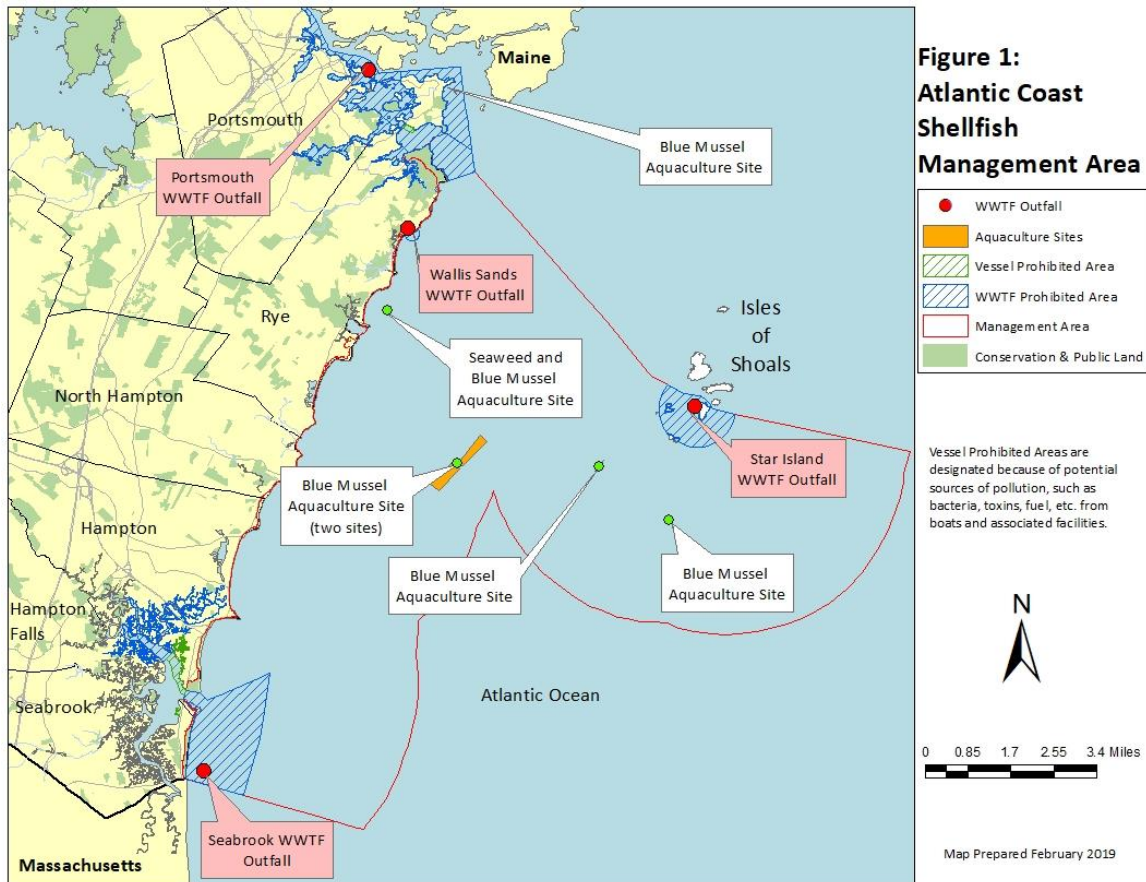 Figure 1:
Atlantic Coast
Shellfish
Management Area
WWTF Outfall
Aquaculture Sites
Vessel Prohibited Area
WWTF Prohibited Area
Management Area
Conservation & Public Land
Vessel Prohibited Areas are
designated because of potential
sources of pollution, such as
bacteria, toxins, fuel, etc. from
boats and associated facilities.
N
0 0.85 1.7 2.55 3.4 Miles
Map Prepared February 2019
Maine
Portsmouth
Blue Mussel
Aquaculture Site
Portsmouth
WWTF Outfall
Wallis Sands
WWTF Outfall
Rye
Isles
of
Shoals
Seaweed and
Blue Mussel
Aquaculture Site
North Hampton
Star Island
WWTF Outfall
Blue Mussel
Aquaculture Site
(two sites)
Hampton
Blue Mussel
Aquaculture Site
Blue Mussel
Aquaculture Site
Hampton
Falls
Seabrook
Atlantic Ocean
Seabrook WWTF
Outfall
Massachusetts